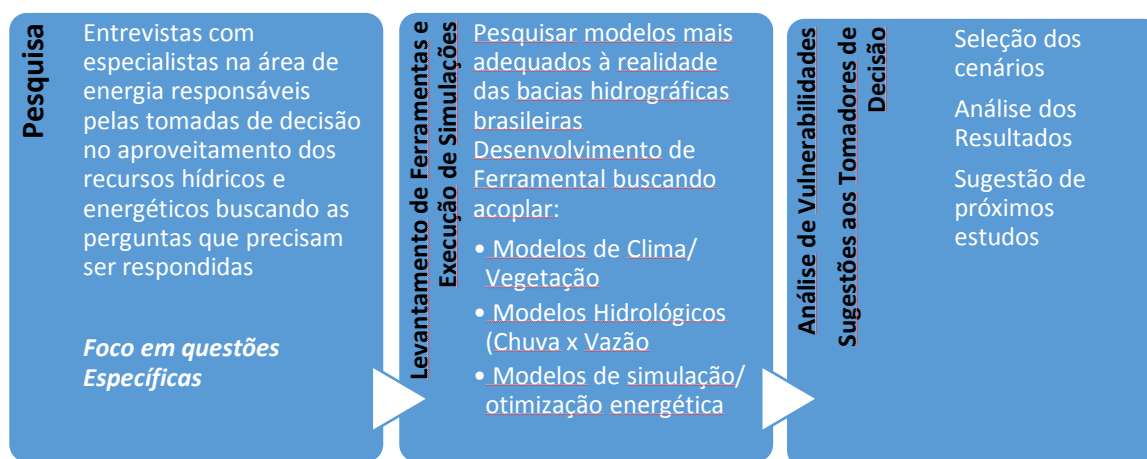 Pesquisa
Entrevistas com
especialistas na área de
energia responsáveis
pelas tomadas de decisão
no aproveitamento dos
recursos hídricos e
energéticos buscando as
perguntas que precisam
ser respondidas
Foco em questões
Específicas
Levantamento de Ferramentas e
Execução de Simulações
Pesquisar modelos mais
adequados à realidade
das bacias hidrográficas
brasileiras
Desenvolvimento de
Ferramental buscando
acoplar:
• Modelos de Clima/
Vegetação
• Modelos Hidrológicos
(Chuva x Vazão
• Modelos de simulação/
otimização energética
Análise de Vulnerabilidades
Sugestões aos Tomadores de
Decisão
Seleção dos
cenários
Análise dos
Resultados
Sugestão de
próximos
estudos